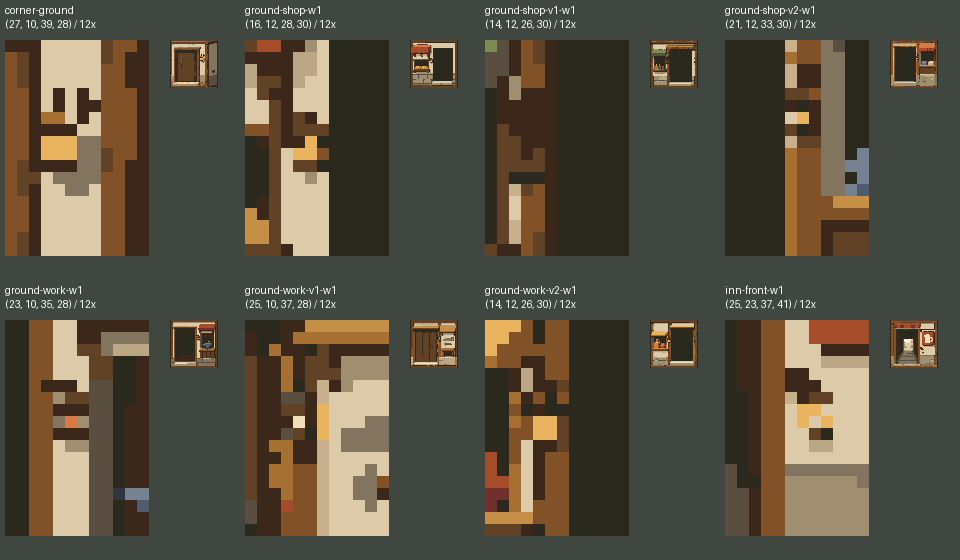 corner-ground
(27, 10, 39, 28) / 12x
ground-shop-w1
(16, 12, 28, 30) / 12x
ground-shop-v1-w1
(14, 12, 26, 30) / 12x
ground-shop-v2-w1
(21, 12, 33, 30) / 12x
ground-work-w1
(23, 10, 35, 28) / 12x
ground-work-v1-w1
(25, 10, 37, 28) / 12x
ground-work-v2-w1
(14, 12, 26, 30) / 12x
inn-front-w1
(25, 23, 37, 41) / 12x